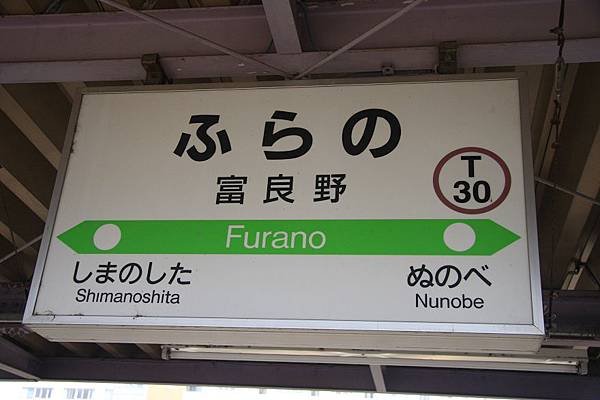 ふらの
富良野
T
30
Furano
しまのした
Shimanoshita
ぬのべ
Nunobe